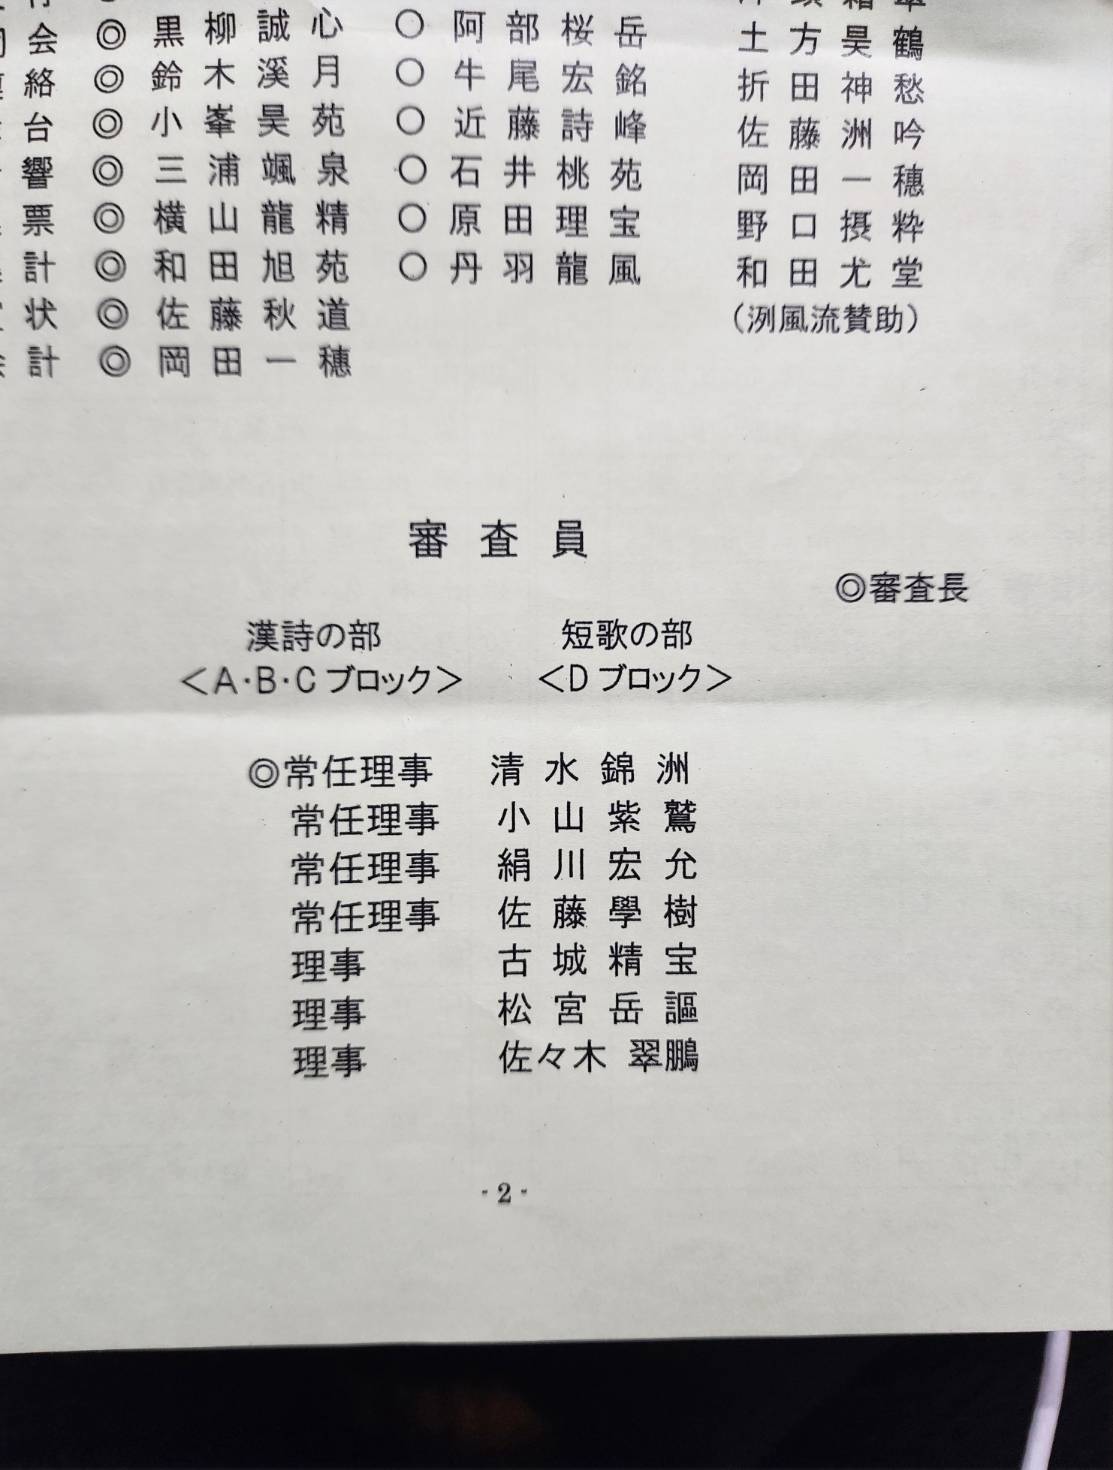 会 ◎ 黒柳誠心 ○ 阿部桜岳 土方昊鶴
絡 ◎ 鈴木溪月 ○ 牛尾宏銘 折田神愁
台 ◎ 小峯昊苑 ○ 近藤詩峰 佐藤洲吟
響 ◎ 三浦颯泉 ○ 石井桃苑 岡田一穗
票 ◎ 横山龍精 ○ 原田理宝 野口摂粋
計 ◎ 和田旭苑 ○ 丹羽龍風 和田尤堂
状 ◎ 佐藤秋道 （洌風流賛助）
計 ◎ 岡田一穗
審査員
◎審査長
漢詩の部 短歌の部
＜A･B･Cブロック＞ ＜Dブロック＞
◎常任理事 清水錦洲
常任理事 小山紫鷲
常任理事 絹川宏允
常任理事 佐藤學樹
理事 古城精宝
理事 松宮岳謳
理事 佐々木 翠鵬
- 2 -